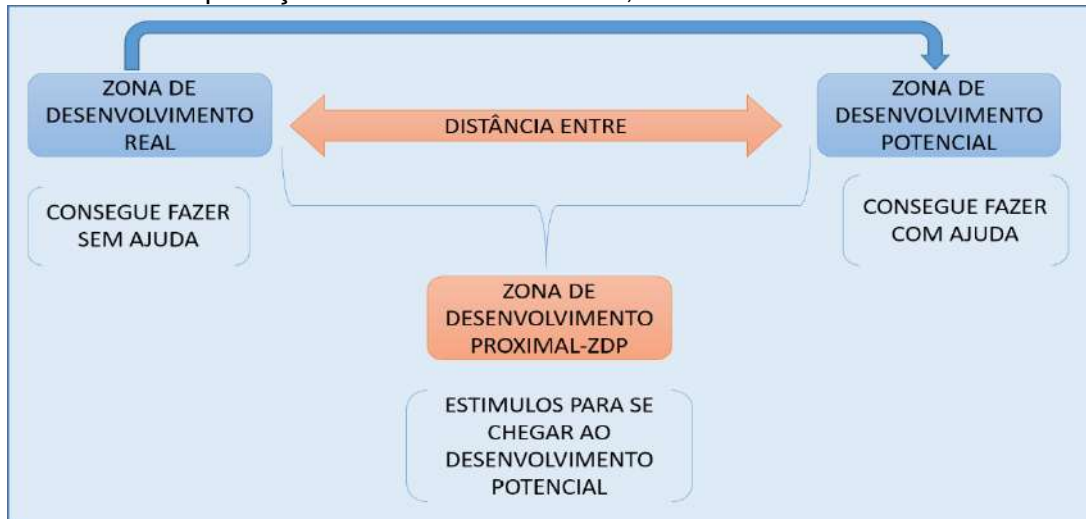 ZONA DE
DESENVOLVIMENTO
REAL
DISTÂNCIA ENTRE
ZONA DE
DESENVOLVIMENTO
POTENCIAL
CONSEGUE FAZER
SEM AJUDA
CONSEGUE FAZER
COM AJUDA
ZONA DE
DESENVOLVIMENTO
PROXIMAL-ZDP
ESTIMULOS PARA SE
CHEGAR AO
DESENVOLVIMENTO
POTENCIAL